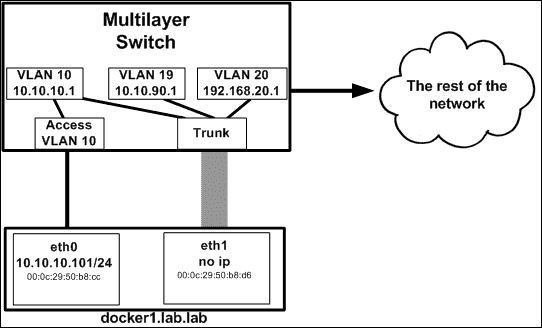 Multilayer
Switch
VLAN 10
10.10.10.1
VLAN 19
10.10.90.1
VLAN 20
192.168.20.1
The rest of the
network
Access
VLAN 10
Trunk
eth0
10.10.10.101/24
00:0c:29:50:b8:cc
eth1
no ip
00:0c:29:50:b8:d6
docker1.lab.lab